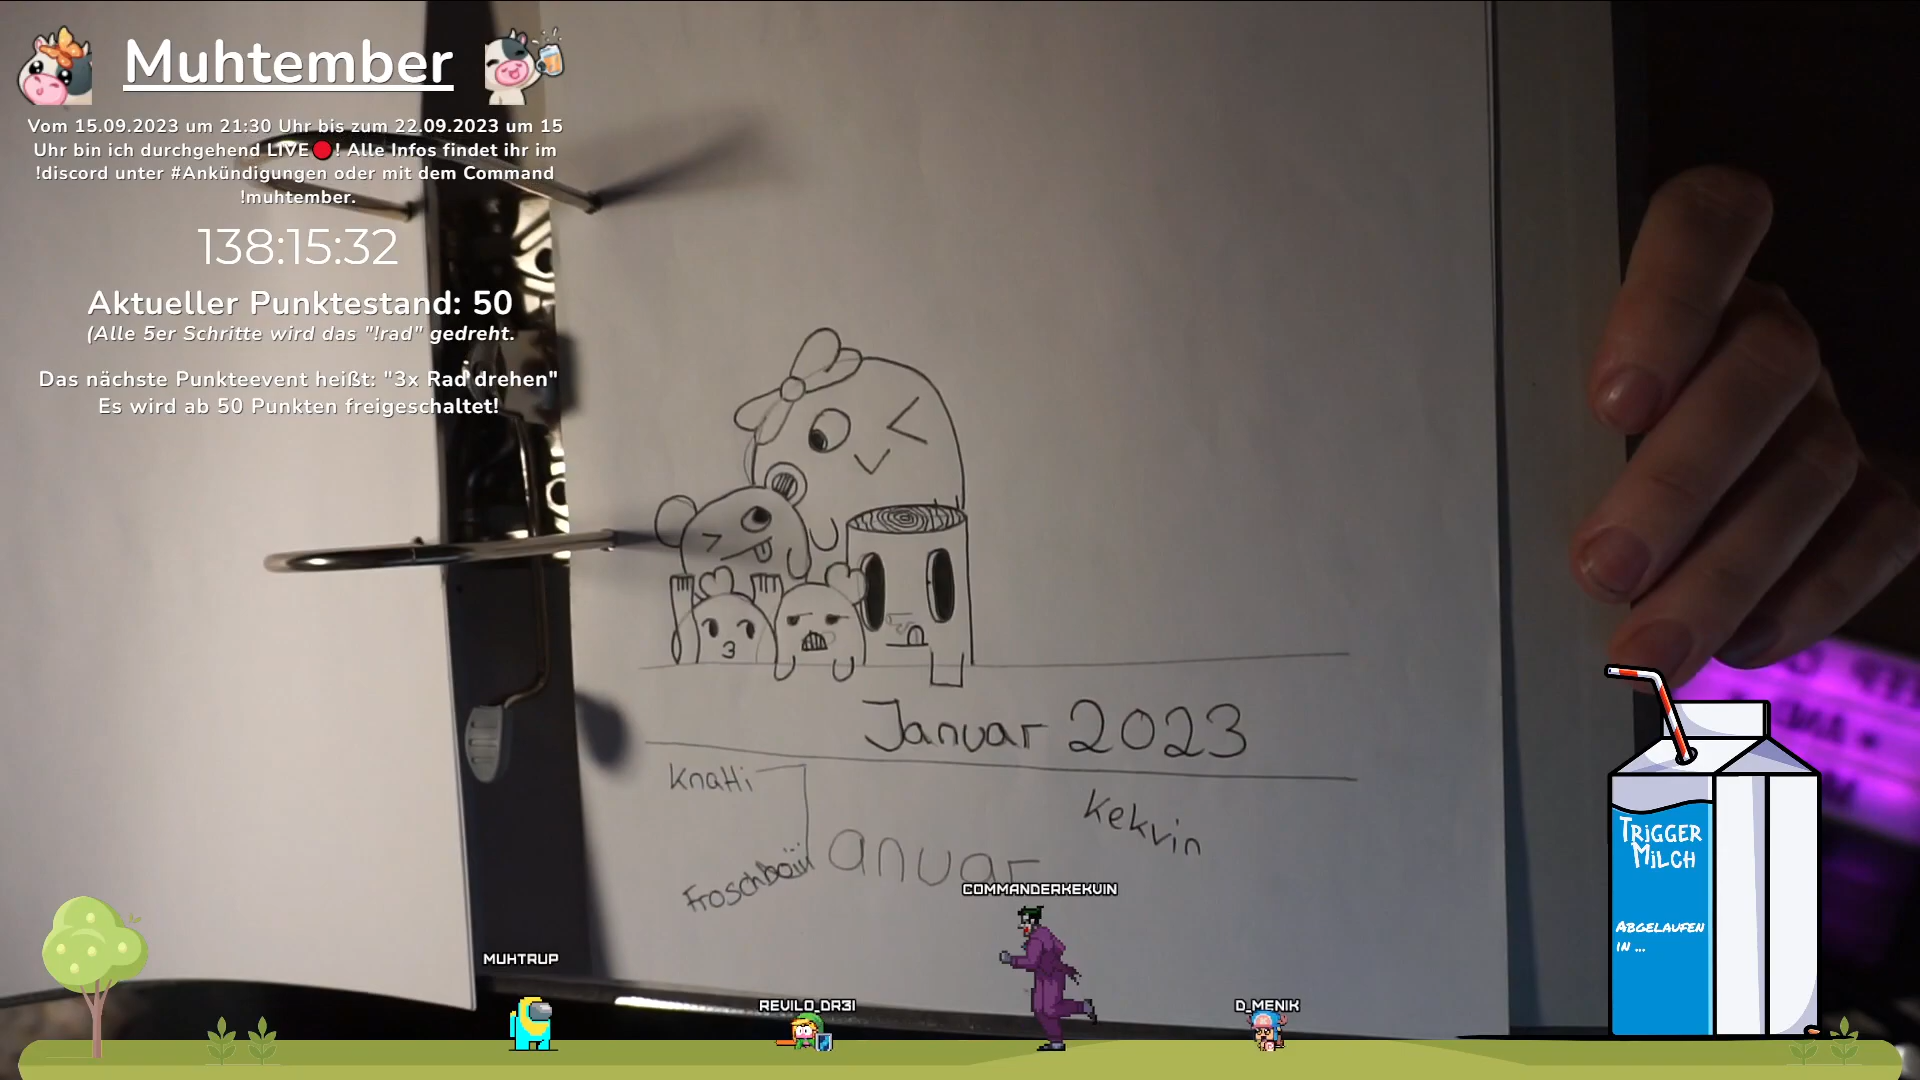 Muhtember
Vom 15.09.2023 um 21:30 Uhr bis zum 22.09.2023 um 15
Uhr bin ich durchgehend LIVE🔴! Alle Infos findet ihr im
!discord unter #Ankündigungen oder mit dem Command
!muhtember.
138:15:32
Aktueller Punktestand: 50
(Alle 5er Schritte wird das "!rad" gedreht.
Das nächste Punkteevent heißt: "3x Rad drehen"
Es wird ab 50 Punkten freigeschaltet!
Januar 2023
Knatti
Kekvin
anuar
Froschböiii
COMMANDERKEKVIN
MUHTRUP
REVILO_DR3I
D_MENIK
TRiGGER
MiLCH
ABGELAUFEN
IN ...